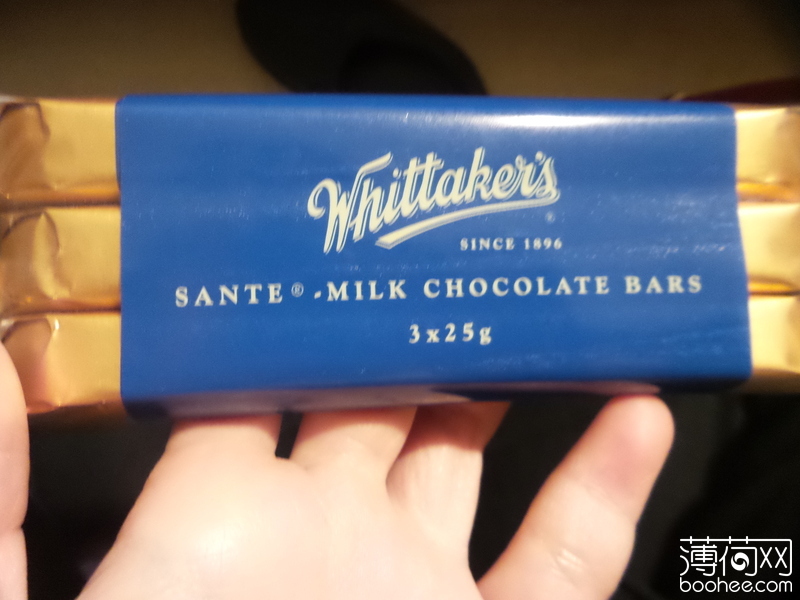 Whittaker's
SINCE 1896
SANTE® - MILK CHOCOLATE BARS
3x25g
薄荷网
boohee.com